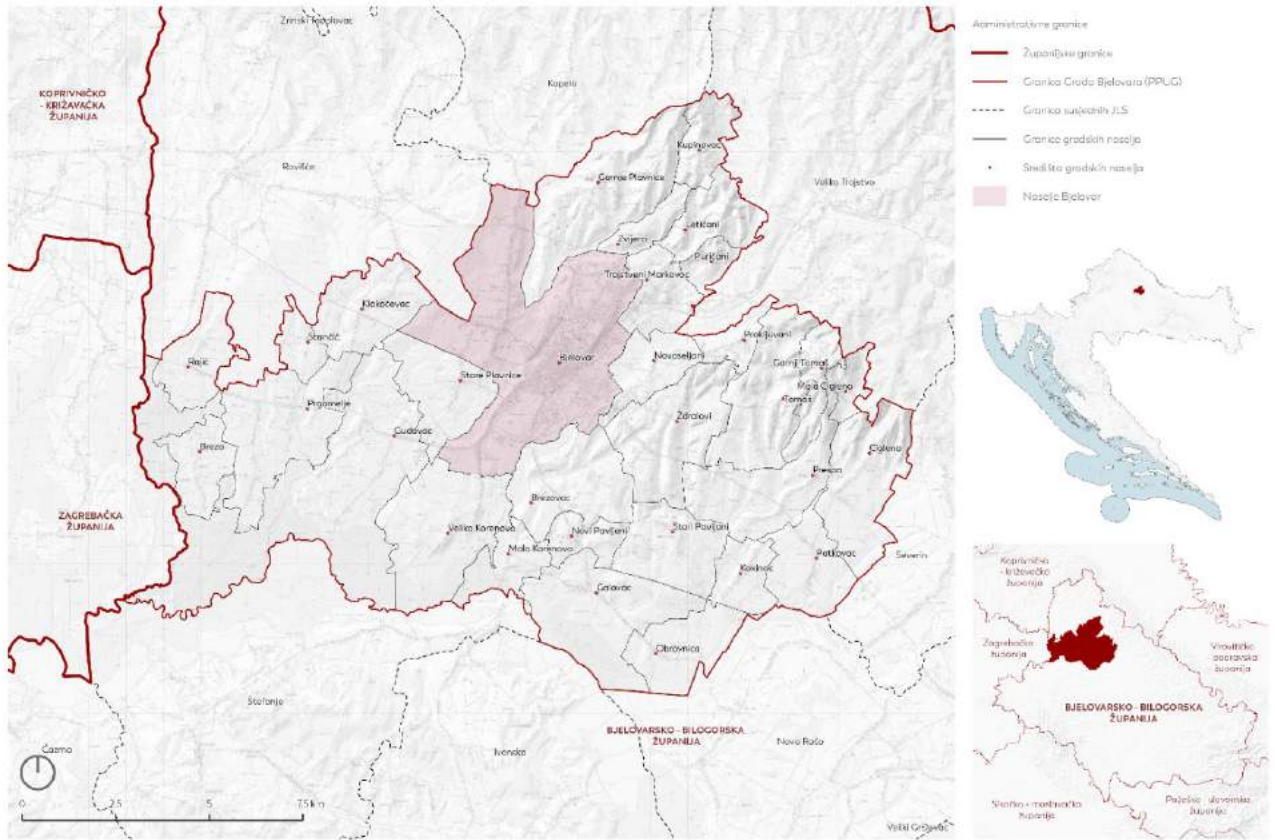 Zrinski Topolovac
KOPRIVNIČKO
- KRIŽAVAČKA
ŽUPANIJA
Kapela
Rovišće
Kupinovac
Gornje Plavnice
Veliko Trojstvo
Letičani
Zvijerci
Puričani
Trojstveni Markovac
Klokočevac
Stančić
Prokljuvani
Novoseljani
Rajić
Bjelovar
Gornji Tomaš
Stare Plavnice
Mala Ciglena
Tomaš
Prgomelje
Ždralovi
Gudovac
Breza
Ciglena
Prespa
Brezovac
ZAGREBAČKA
ŽUPANIJA
Veliko Korenovo
Novi Pavljani
Stari Pavljani
Malo Korenovo
Patkovac
Severin
Kokinac
Galovac
Obrovnica
Štefanje
BJELOVARSKO - BILOGORSKA
ŽUPANIJA
Nova Rača
Čazma
Ivanska
0 2,5 5 7,5 km
Veliki Grđevac
Administrativne granice
Županijske granice
Granica Grada Bjelovara (PPUG)
Granica susjednih JLS
Granice gradskih naselja
Središta gradskih naselja
Naselje Bjelovar
Koprivničko
- križevačka
županija
Zagrebačka
županija
Virovitičko
- podravska
županija
BJELOVARSKO - BILOGORSKA
ŽUPANIJA
Sisačko - moslavačka
županija
Požeško - slavonska
županija